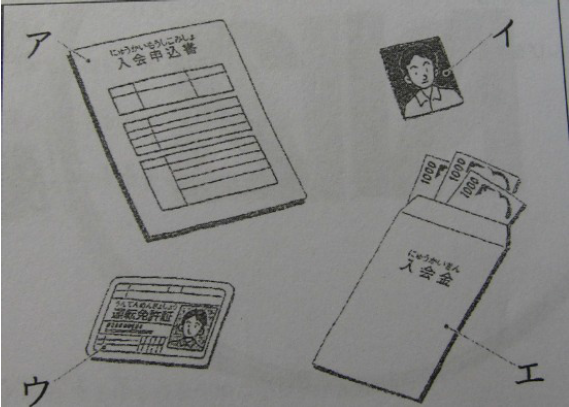 ア
にゅうかいもうしこみしょ
入会申込書
イ
1000
1000
1000
にゅうかいきん
入会金
うんてんめんきょしょう
運転免許証
ウ
エ